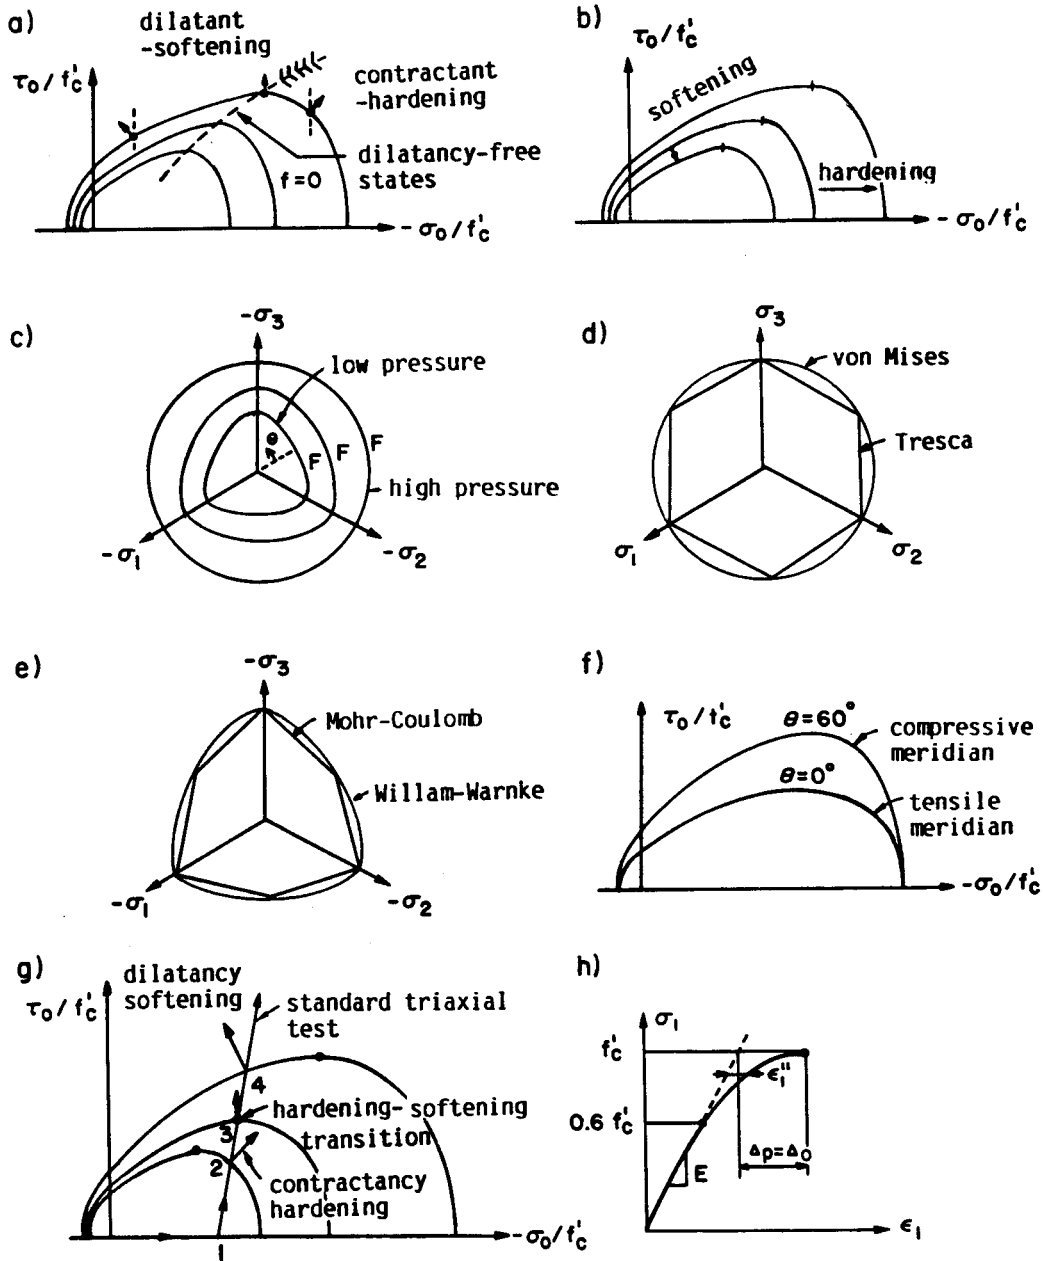 a)
dilatant
-softening
τ₀/f'c
contractant
-hardening
dilatancy-free
states
f=0
-σ₀/f'c
b)
τ₀/f'c
softening
hardening
-σ₀/f'c
c)
-σ₃
low pressure
θ
F
F
F
high pressure
-σ₁
-σ₂
d)
σ₃
von Mises
Tresca
σ₁
σ₂
e)
-σ₃
Mohr-Coulomb
Willam-Warnke
-σ₁
-σ₂
f)
τ₀/f'c
θ=60°
compressive
meridian
θ=0°
tensile
meridian
-σ₀/f'c
g)
dilatancy
softening
τ₀/f'c
standard triaxial
test
4
hardening-softening
transition
3
2
contractancy
hardening
1
-σ₀/f'c
h)
σ₁
f'c
ε₁"
0.6 f'c
Δp=Δ₀
E
ε₁